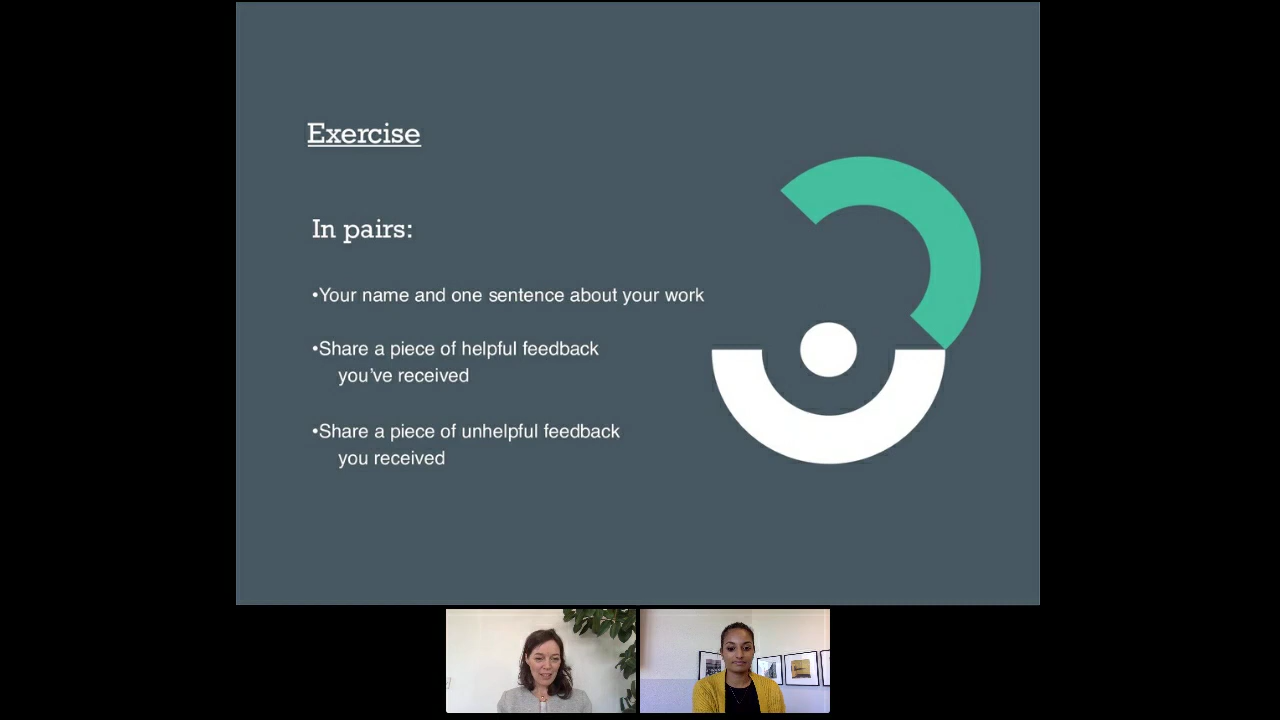 Exercise
In pairs:
•Your name and one sentence about your work
•Share a piece of helpful feedback
you've received
•Share a piece of unhelpful feedback
you received